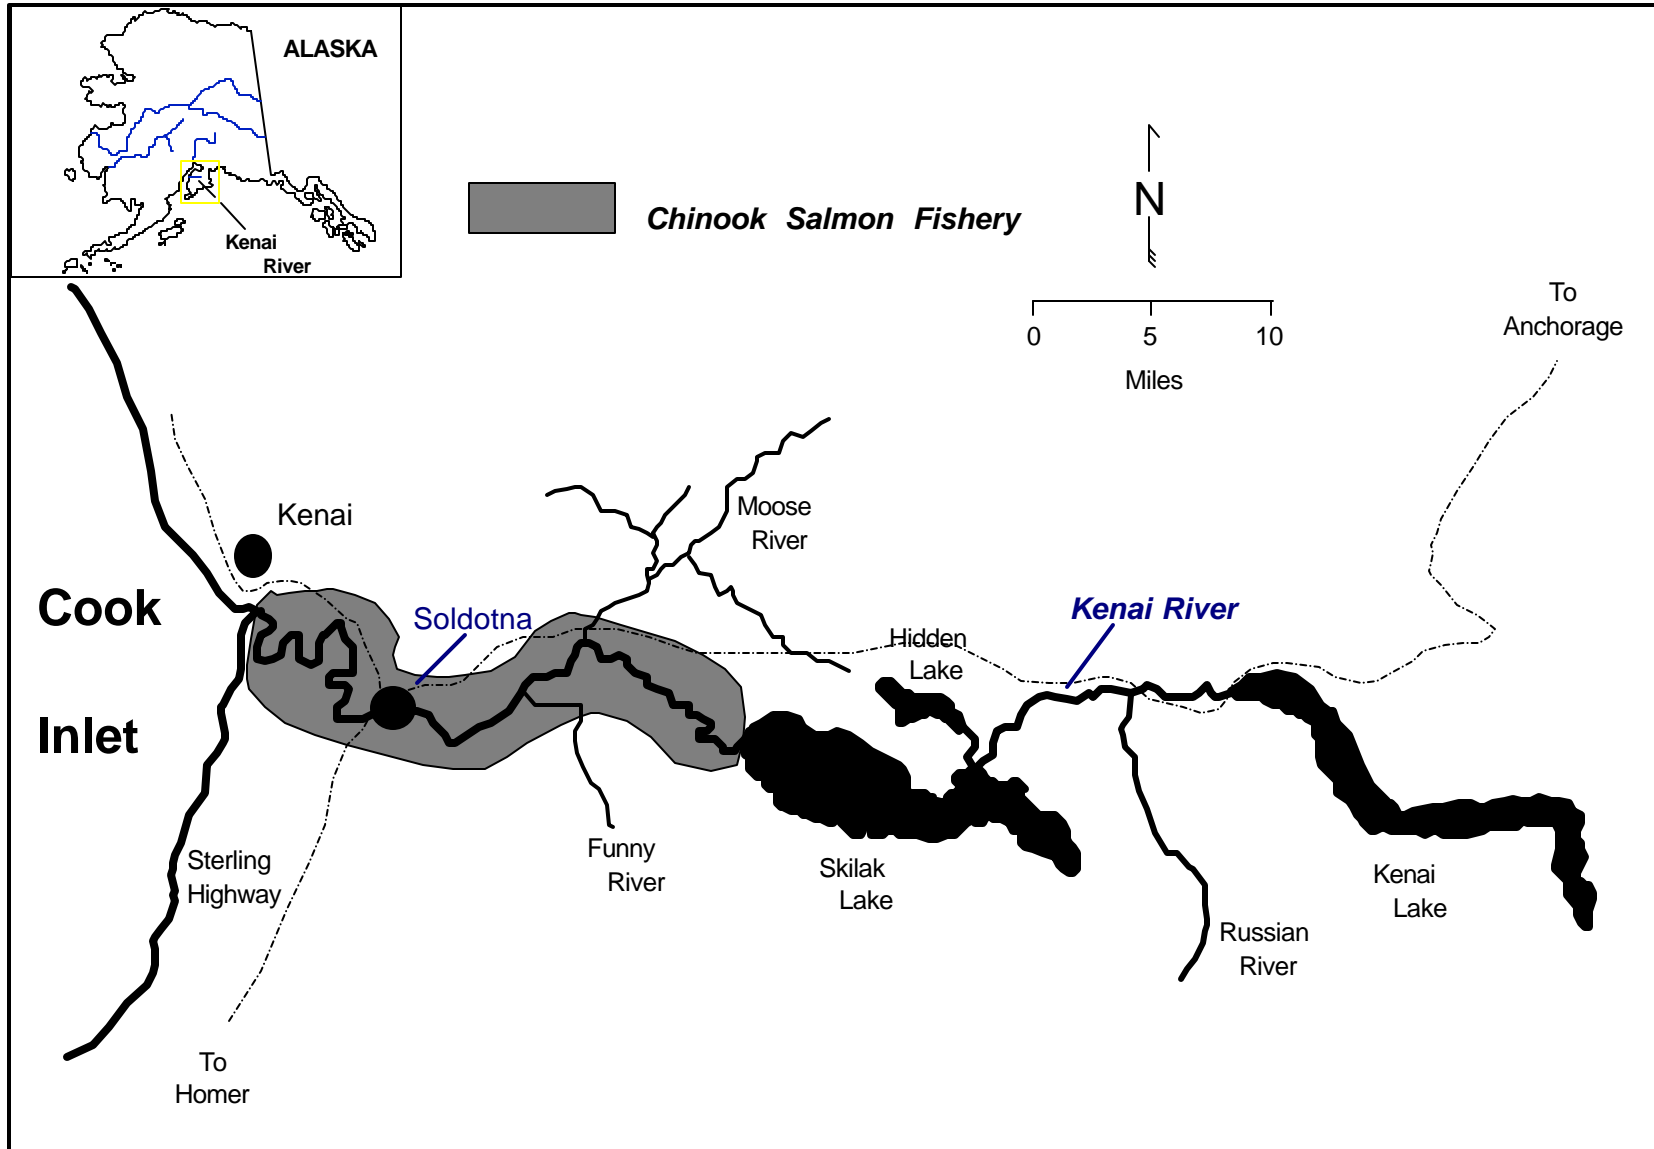 ALASKA
Kenai
River
Chinook Salmon Fishery
N
0 5 10
Miles
To
Anchorage
Kenai
Moose
River
Cook
Inlet
Soldotna
Hidden
Lake
Kenai River
Sterling
Highway
Funny
River
Skilak
Lake
Kenai
Lake
Russian
River
To
Homer